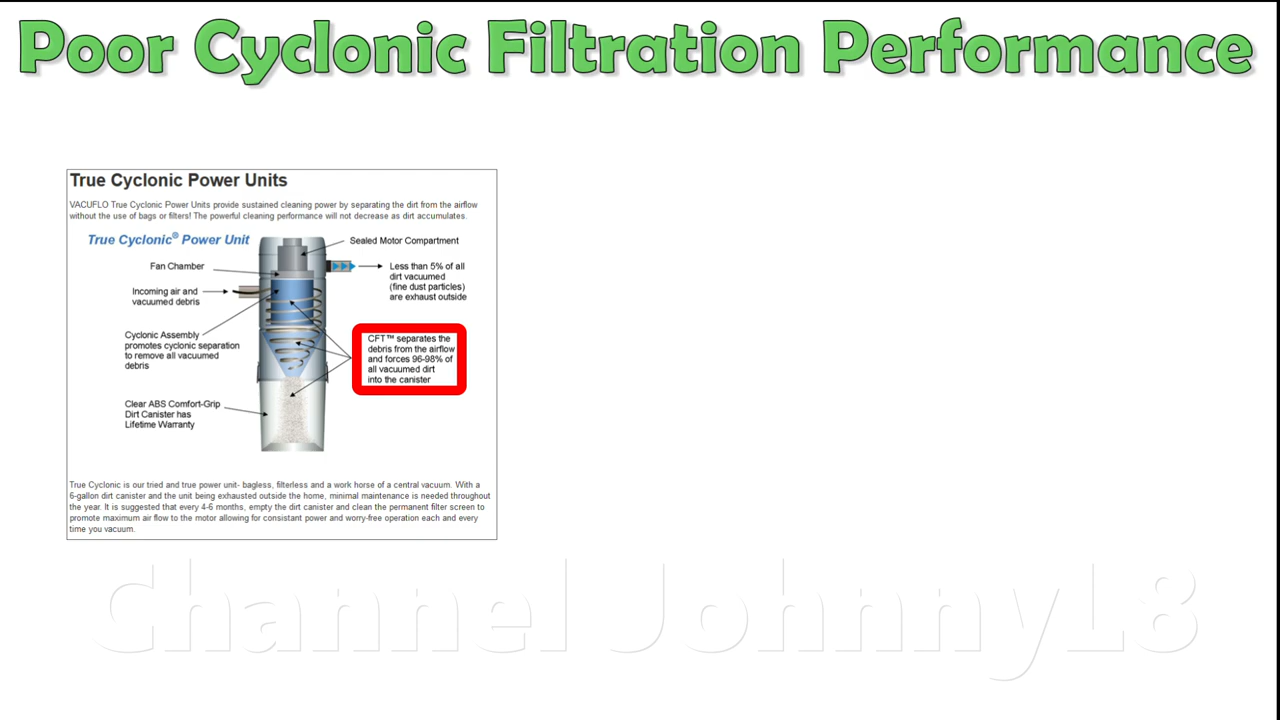 Poor Cyclonic Filtration Performance
True Cyclonic Power Units
VACUFLO True Cyclonic Power Units provide sustained cleaning power by separating the dirt from the airflow
without the use of bags or filters! The powerful cleaning performance will not decrease as dirt accumulates.
True Cyclonic® Power Unit
Sealed Motor Compartment
Fan Chamber
Less than 5% of all
dirt vacuumed
(fine dust particles)
are exhaust outside
Incoming air and
vacuumed debris
Cyclonic Assembly
promotes cyclonic separation
to remove all vacuumed
debris
CFT™ separates the
debris from the airflow
and forces 96-98% of
all vacuumed dirt
into the canister
Clear ABS Comfort-Grip
Dirt Canister has
Lifetime Warranty
True Cyclonic is our tried and true power unit- bagless, filterless and a work horse of a central vacuum. With a
6-gallon dirt canister and the unit being exhausted outside the home, minimal maintenance is needed throughout
the year. It is suggested that every 4-6 months, empty the dirt canister and clean the permanent filter screen to
promote maximum air flow to the motor allowing for consistant power and worry-free operation each and every
time you vacuum.
Channel Johnny18